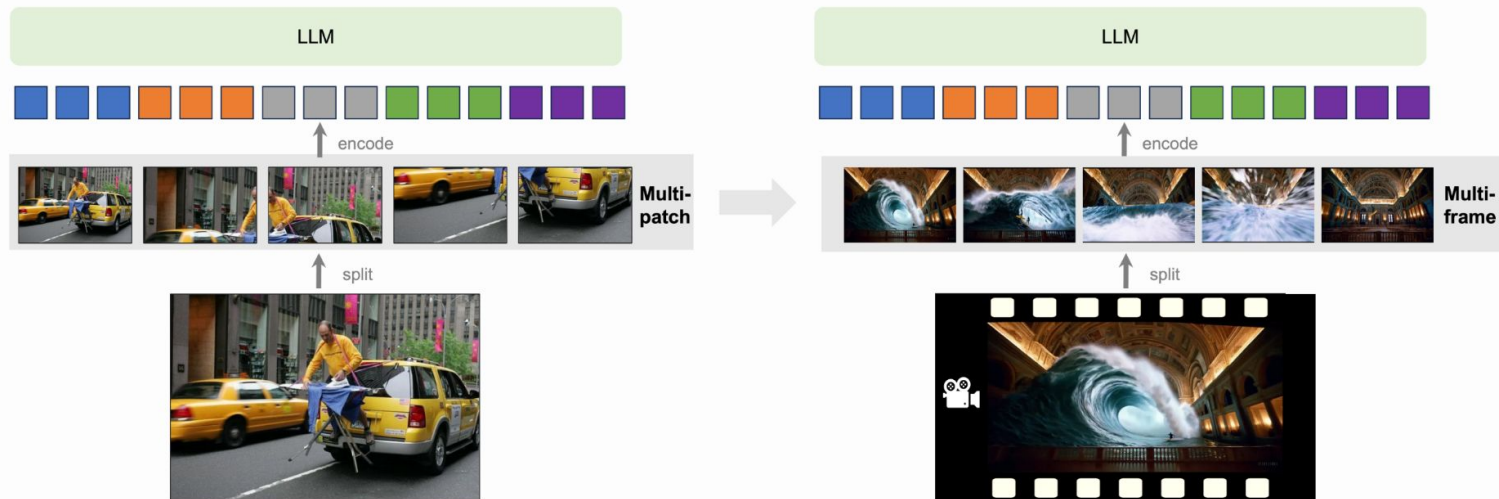 LLM
encode
Multi-
patch
split
LLM
encode
Multi-
frame
split